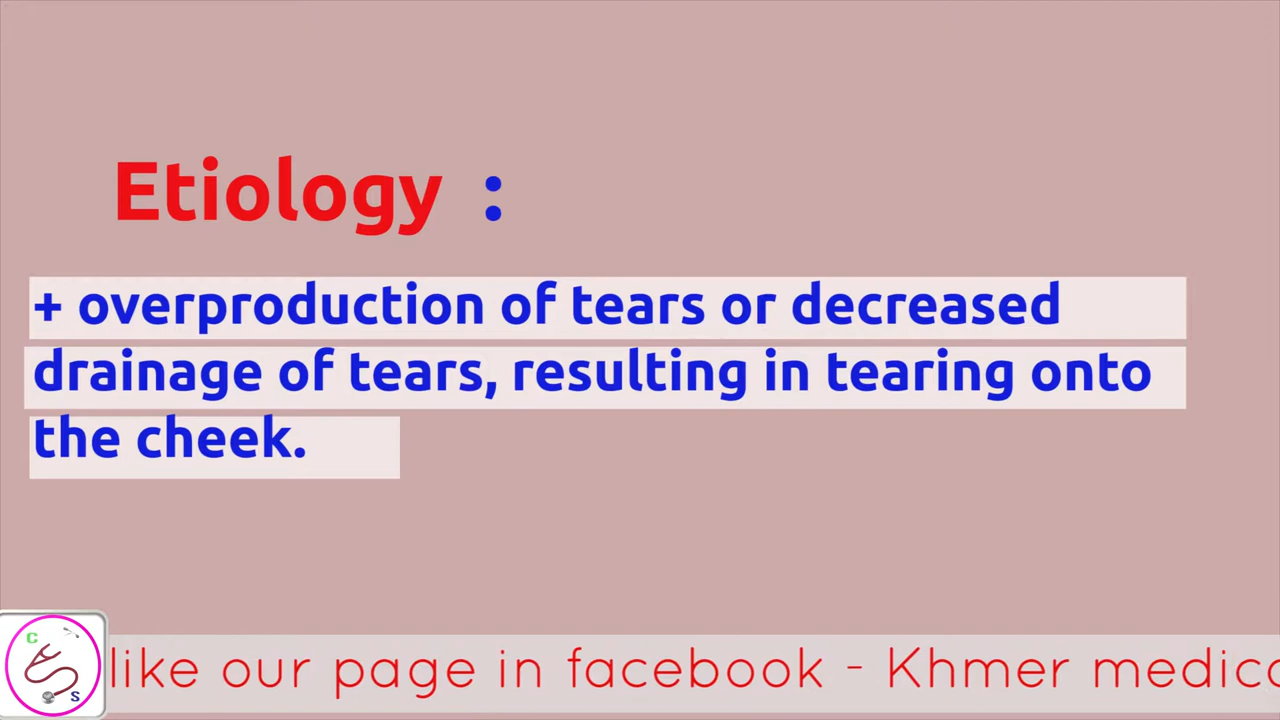 Etiology :
+ overproduction of tears or decreased
drainage of tears, resulting in tearing onto
the cheek.
C
S
like our page in facebook - Khmer